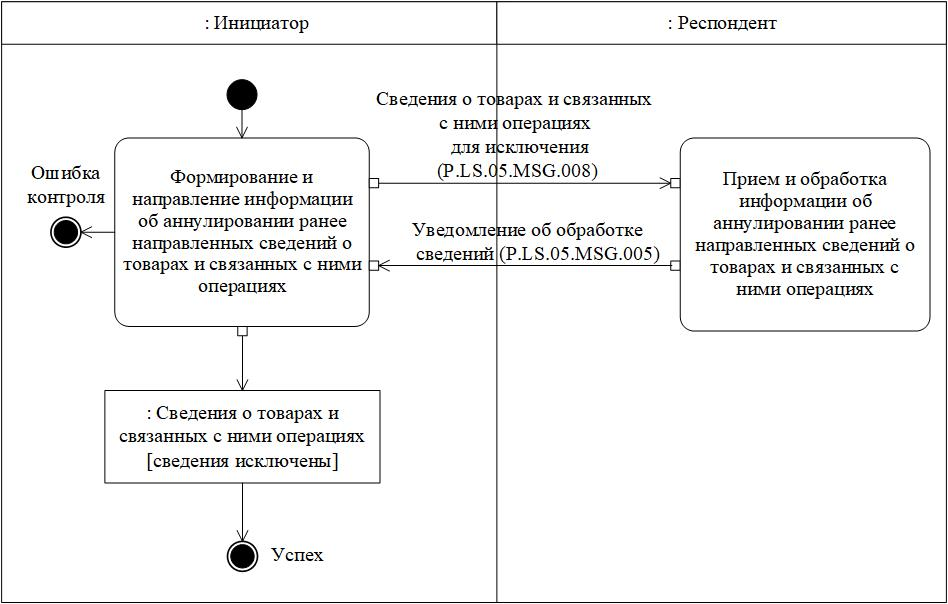 : Инициатор
: Респондент
Сведения о товарах и связанных
с ними операциях
для исключения
(P.LS.05.MSG.008)
Ошибка
контроля
Формирование и
направление информации
об аннулировании ранее
направленных сведений о
товарах и связанных с ними
операциях
Уведомление об обработке
сведений (P.LS.05.MSG.005)
Прием и обработка
информации об
аннулировании ранее
направленных сведений о
товарах и связанных с
ними операциях
: Сведения о товарах и
связанных с ними операциях
[сведения исключены]
Успех